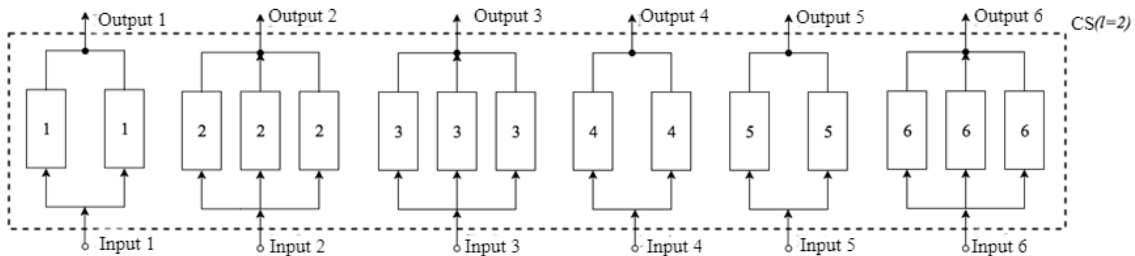 Output 1 Output 2 Output 3 Output 4 Output 5 Output 6
CS(l=2)
1 1 2 2 2 3 3 3 4 4 5 5 6 6 6
Input 1 Input 2 Input 3 Input 4 Input 5 Input 6